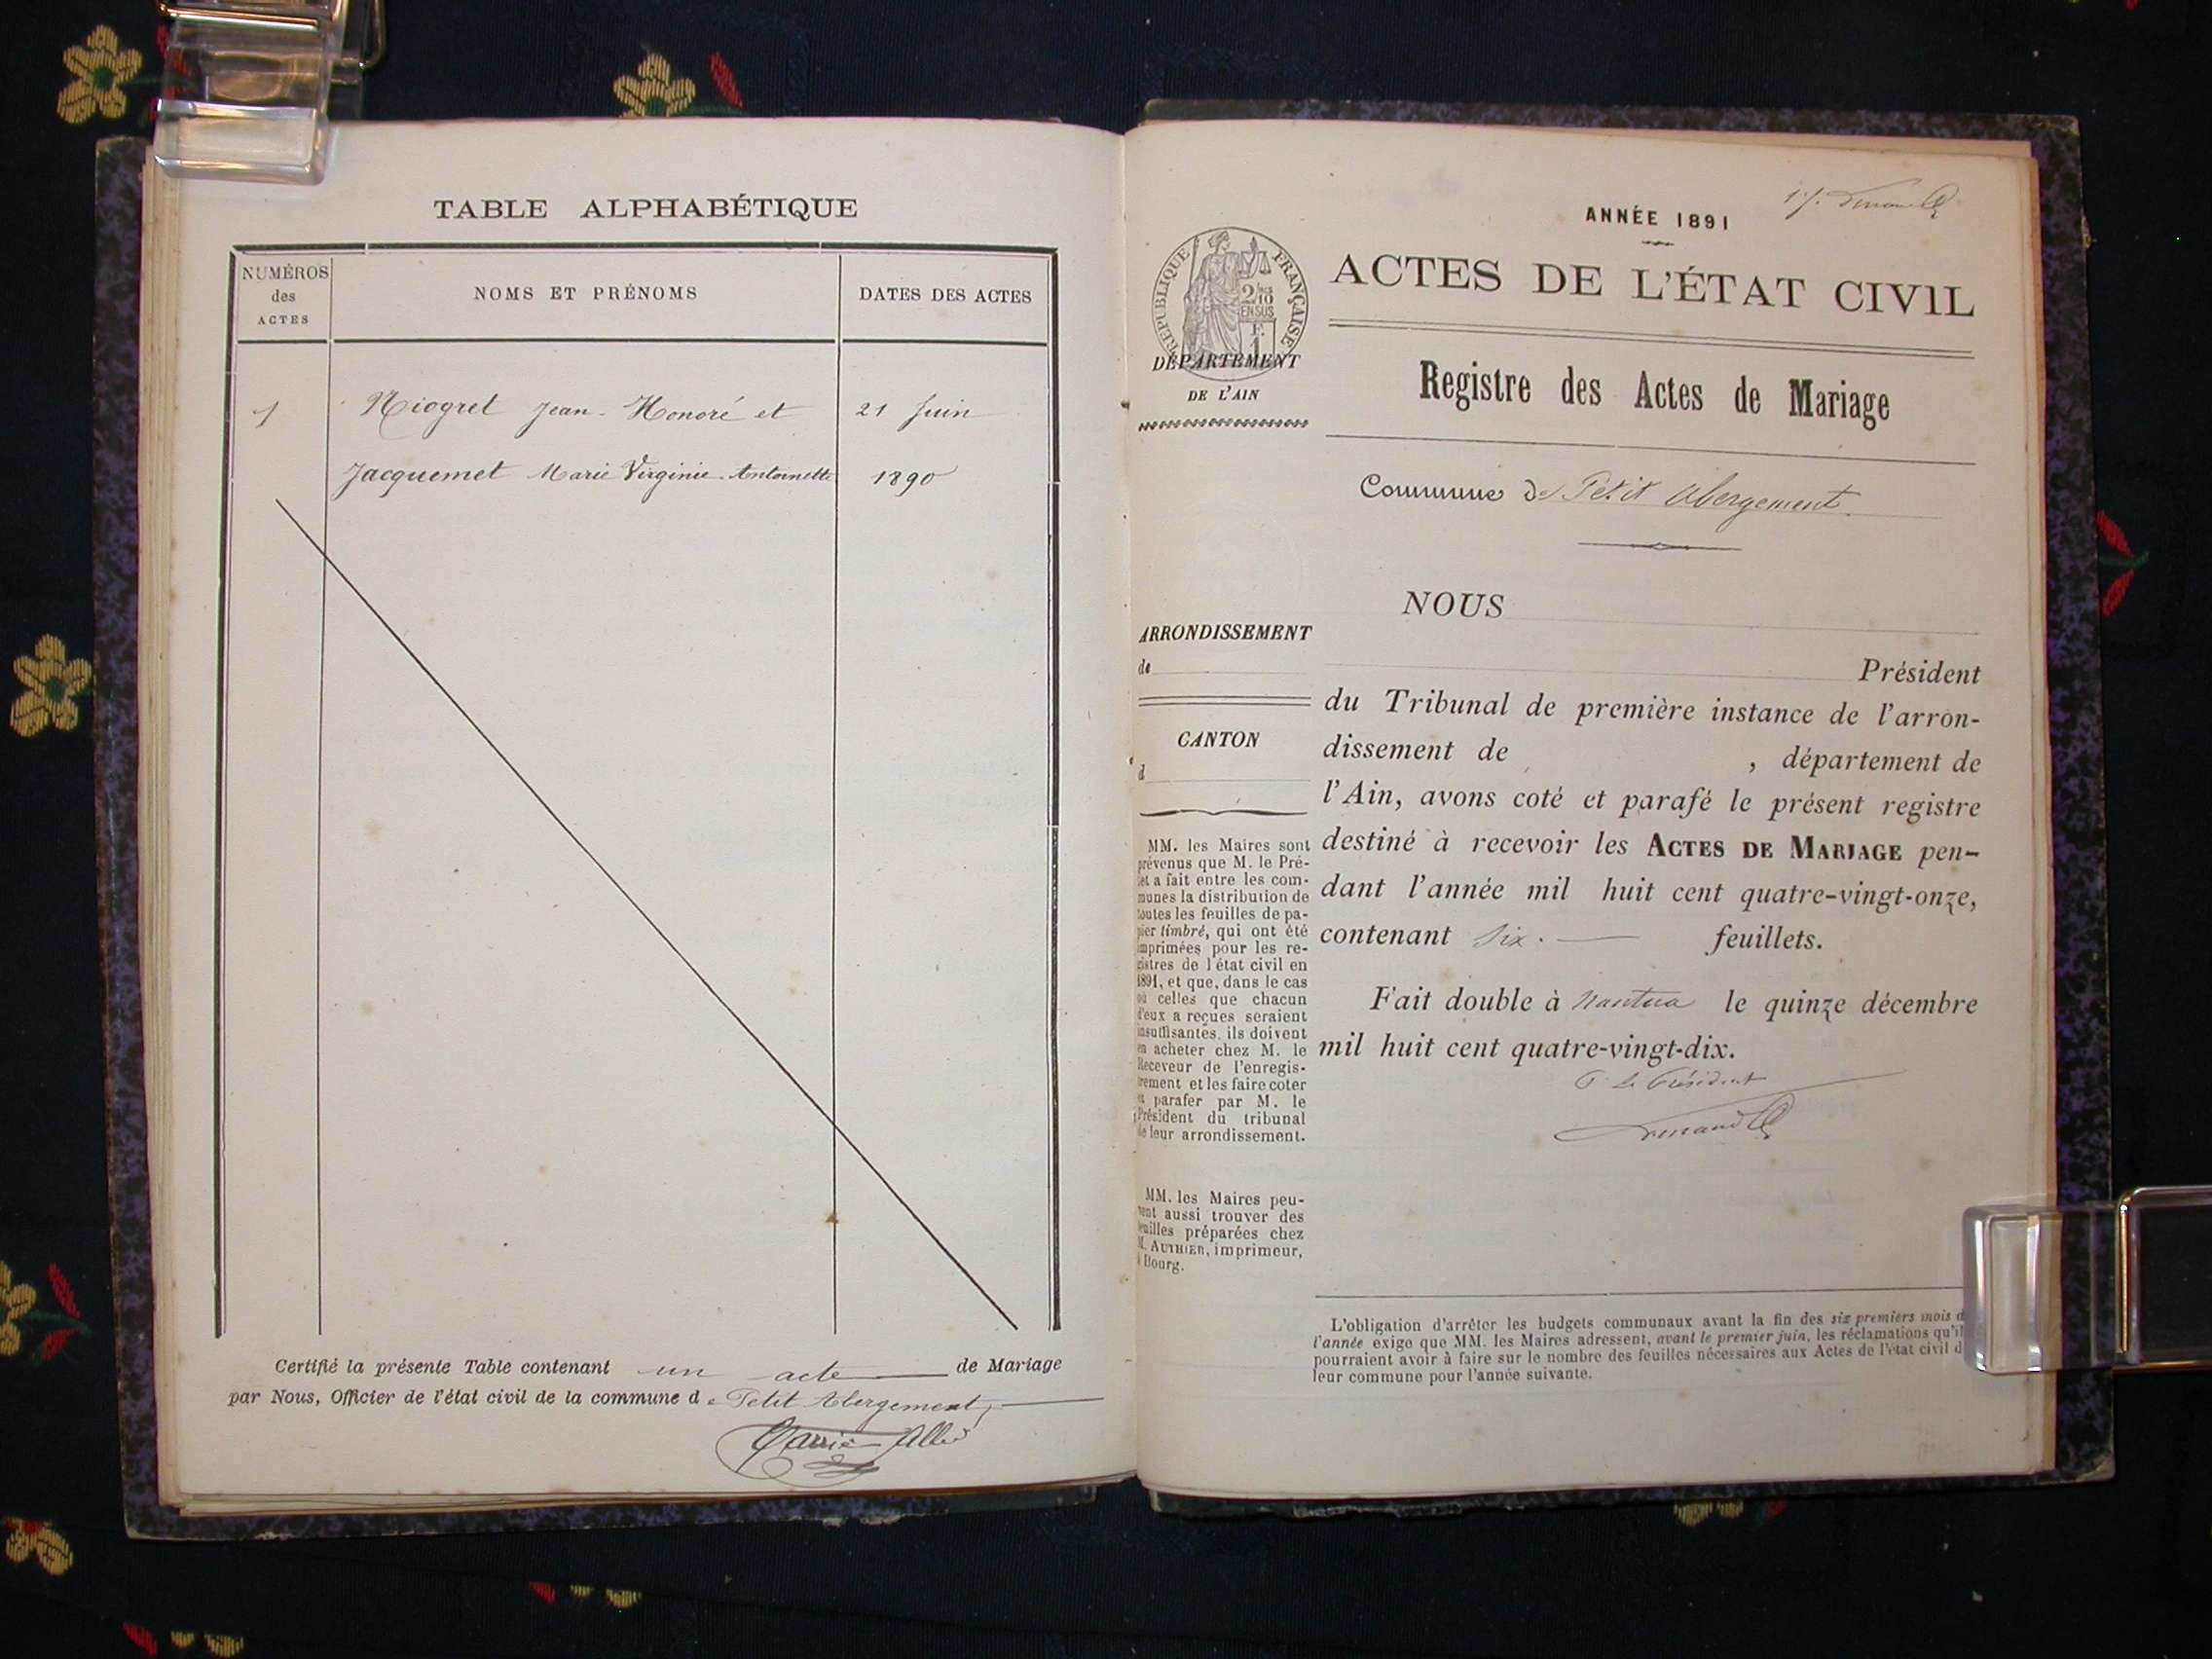 TABLE ALPHABÉTIQUE
NUMÉROS
des
ACTES
NOMS ET PRÉNOMS
DATES DES ACTES
1 Niogret Jean-Honoré et 21 Juin
Jacquemet Marie Virginie Antoinette 1890
Certifié la présente Table contenant un acte de Mariage
par Nous, Officier de l'état civil de la commune de Petit Abergement,
ANNÉE 1891
ACTES DE L'ÉTAT CIVIL
RÉPUBLIQUE FRANÇAISE
2/10
EN SUS
F.
1
DÉPARTEMENT
DE L'AIN
Registre des Actes de Mariage
Commune de Petit Abergement.
ARRONDISSEMENT
de
CANTON
d
MM. les Maires sont
prévenus que M. le Pré-
fet a fait entre les com-
munes la distribution de
toutes les feuilles de pa-
pier timbré, qui ont été
imprimées pour les re-
gistres de l'état civil en
1891, et que, dans le cas
où celles que chacun
d'eux a reçues seraient
insuffisantes, ils doivent
en acheter chez M. le
Receveur de l'enregis-
trement et les faire coter
et parafer par M. le
Président du tribunal
de leur arrondissement.
MM. les Maires peu-
vent aussi trouver des
feuilles préparées chez
M. AUTHIER, imprimeur,
à Bourg.
NOUS
Président
du Tribunal de première instance de l'arron-
dissement de , département de
l'Ain, avons coté et parafé le présent registre
destiné à recevoir les ACTES DE MARIAGE pen-
dant l'année mil huit cent quatre-vingt-onze,
contenant Six. feuillets.
Fait double à Nantua le quinze décembre
mil huit cent quatre-vingt-dix.
P. Le Président
L'obligation d'arrêter les budgets communaux avant la fin des six premiers mois d
l'année exige que MM. les Maires adressent, avant le premier juin, les réclamations qu'il
pourraient avoir à faire sur le nombre des feuilles nécessaires aux Actes de l'état civil d
leur commune pour l'année suivante.